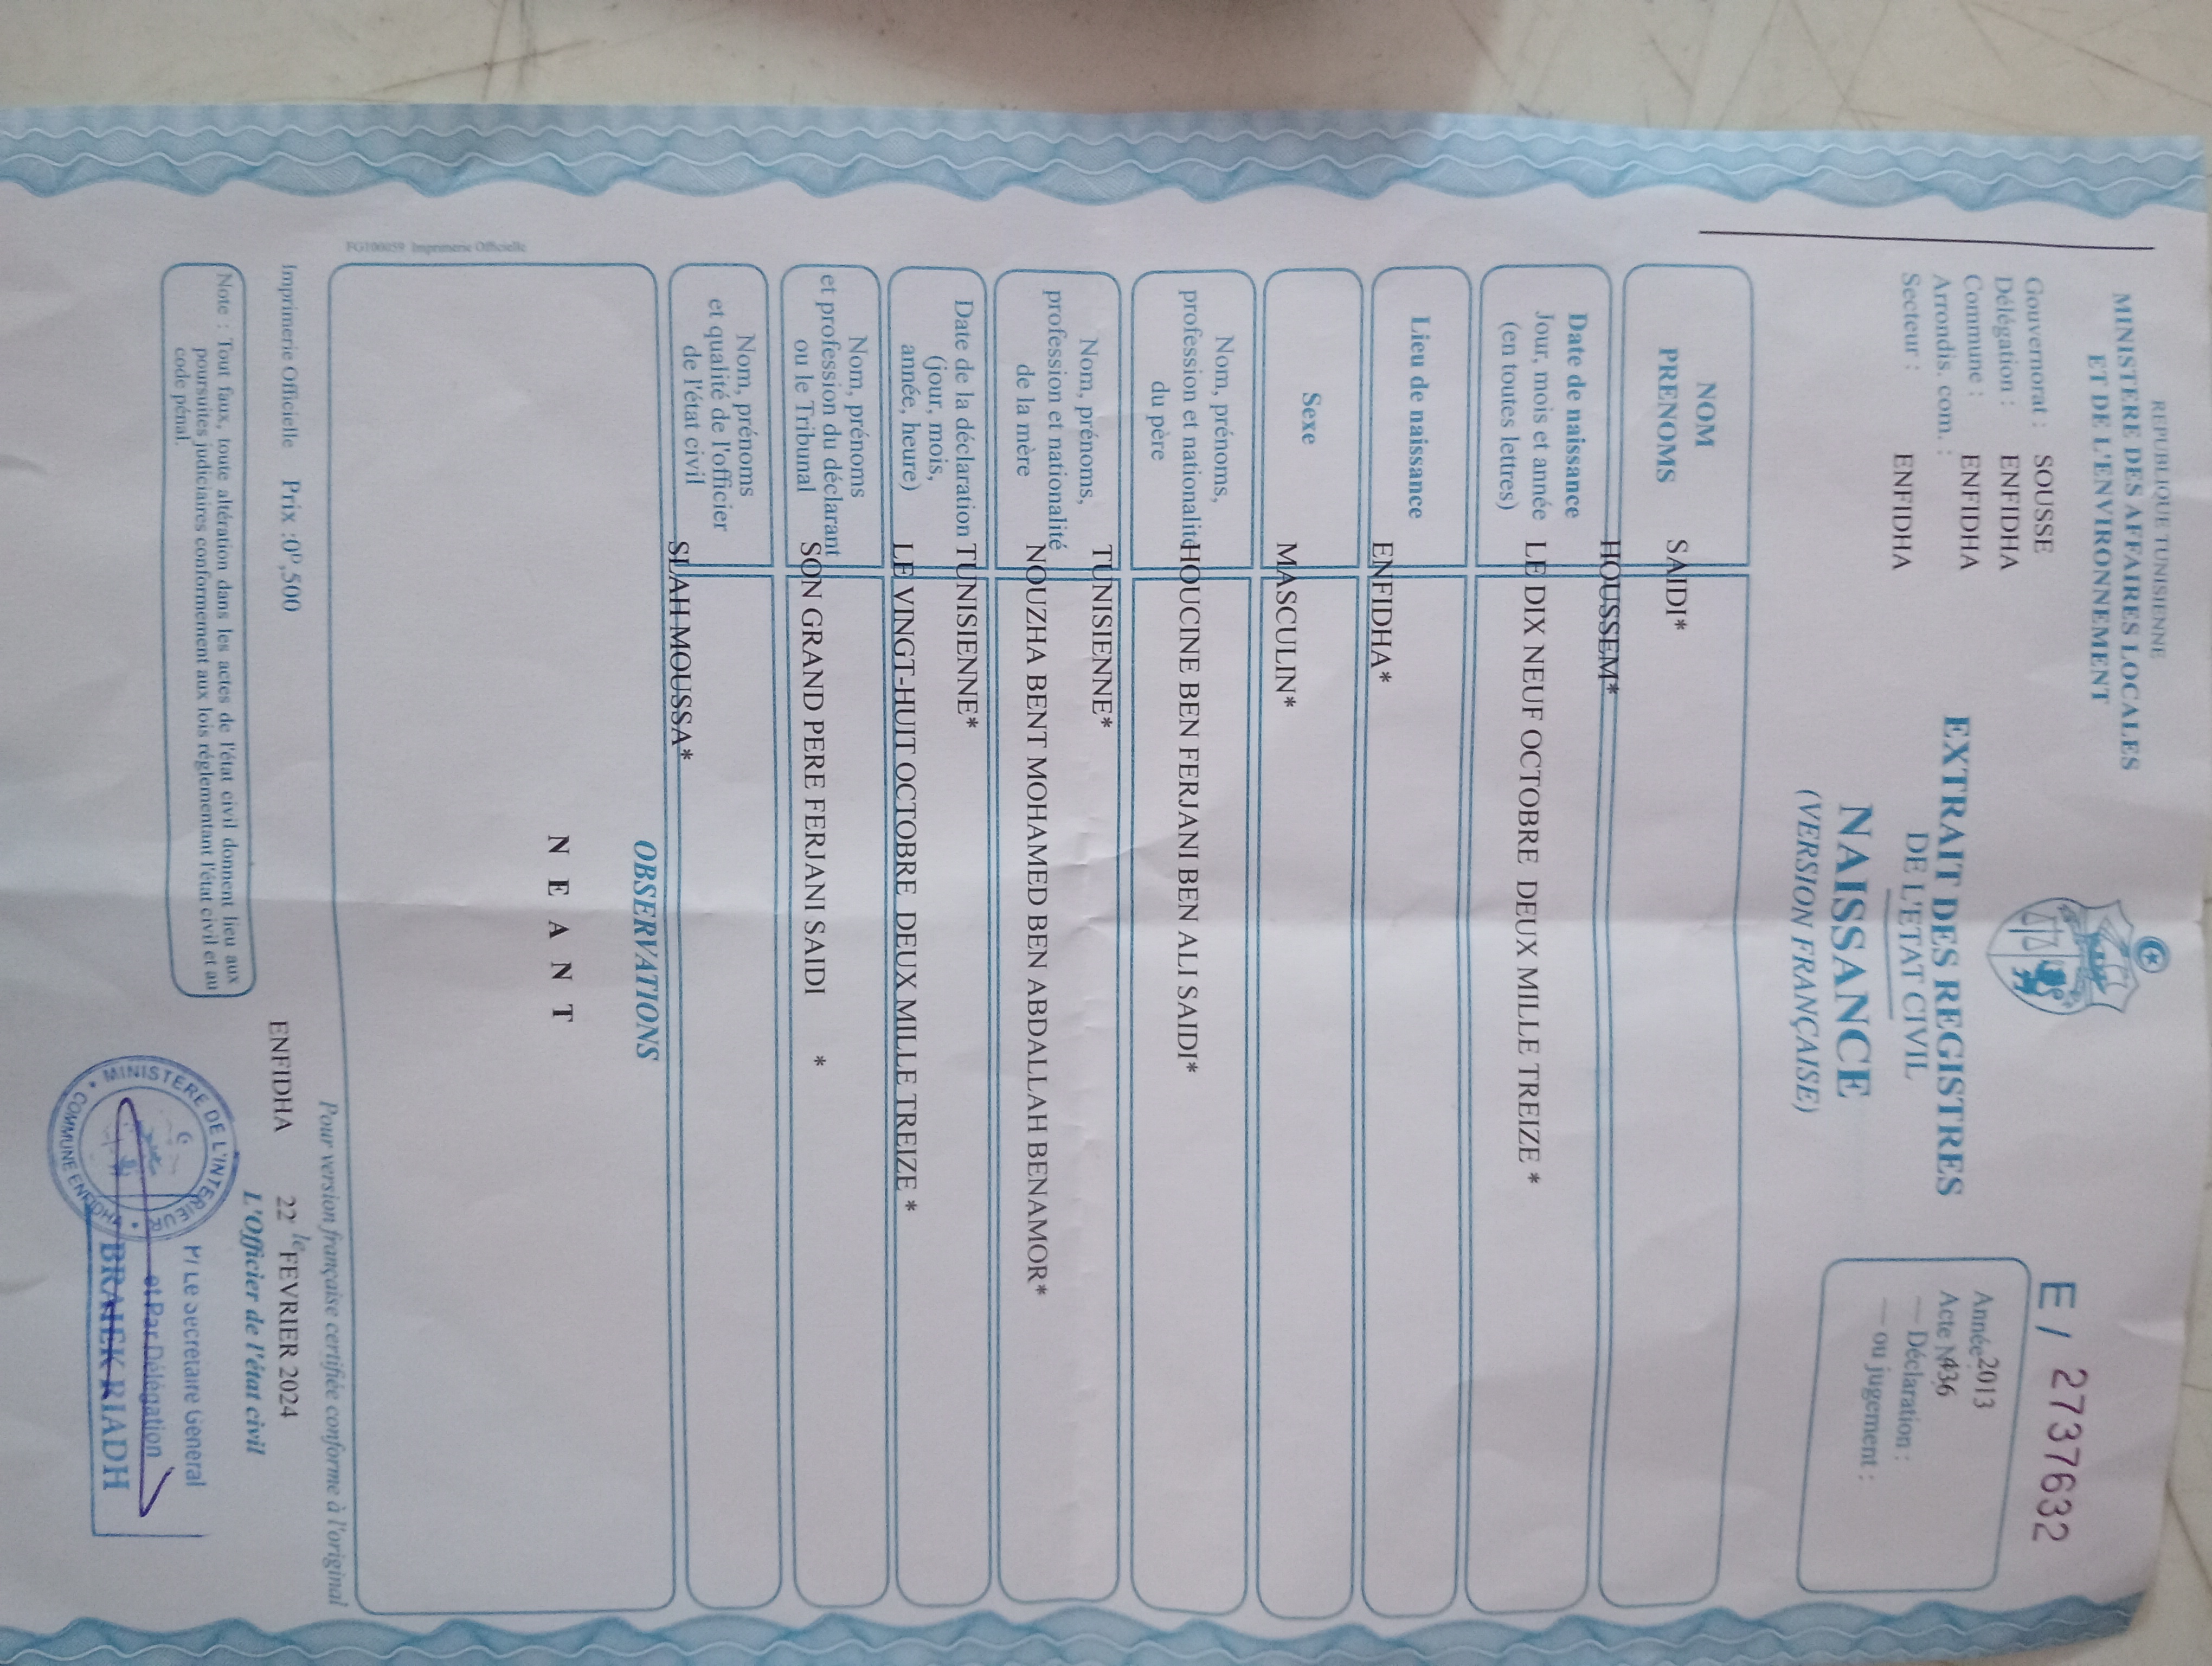 REPUBLIQUE TUNISIENNE
MINISTERE DES AFFAIRES LOCALES
ET DE L'ENVIRONNEMENT
E / 2737632
Gouvernorat : SOUSSE
Délégation : ENFIDHA
Commune : ENFIDHA
Arrondis. com. :
Secteur : ENFIDHA
EXTRAIT DES REGISTRES
DE L'ETAT CIVIL
NAISSANCE
(VERSION FRANÇAISE)
Année 2013
Acte N 436
— Déclaration :
— ou jugement :
NOM
PRENOMS
SAIDI*
HOUSSEM*
Date de naissance
Jour, mois et année
(en toutes lettres)
LE DIX NEUF OCTOBRE DEUX MILLE TREIZE *
Lieu de naissance
ENFIDHA*
Sexe
MASCULIN*
Nom, prénoms,
profession et nationalité
du père
HOUCINE BEN FERJANI BEN ALI SAIDI*
TUNISIENNE*
Nom, prénoms,
profession et nationalité
de la mère
NOUZHA BENT MOHAMED BEN ABDALLAH BENAMOR*
TUNISIENNE*
Date de la déclaration
(jour, mois,
année, heure)
LE VINGT-HUIT OCTOBRE DEUX MILLE TREIZE *
Nom, prénoms
et profession du déclarant
ou le Tribunal
SON GRAND PERE FERJANI SAIDI *
Nom, prénoms
et qualité de l'officier
de l'état civil
SLAH MOUSSA*
OBSERVATIONS
N E A N T
FG100059 Imprimerie Officielle
Pour version française certifiée conforme à l'original
Imprimerie Officielle Prix :0ᴰ,500
ENFIDHA 22 le FEVRIER 2024
L'Officier de l'état civil
Note : Tout faux, toute altération dans les actes de l'état civil donnent lieu aux
poursuites judiciaires conformement aux lois réglementant l'état civil et au
code pénal.
MINISTERE DE L'INTERIEUR
COMMUNE ENFIDHA
P/ Le Secrétaire Général
et Par Délégation
BRAIEK RIADH